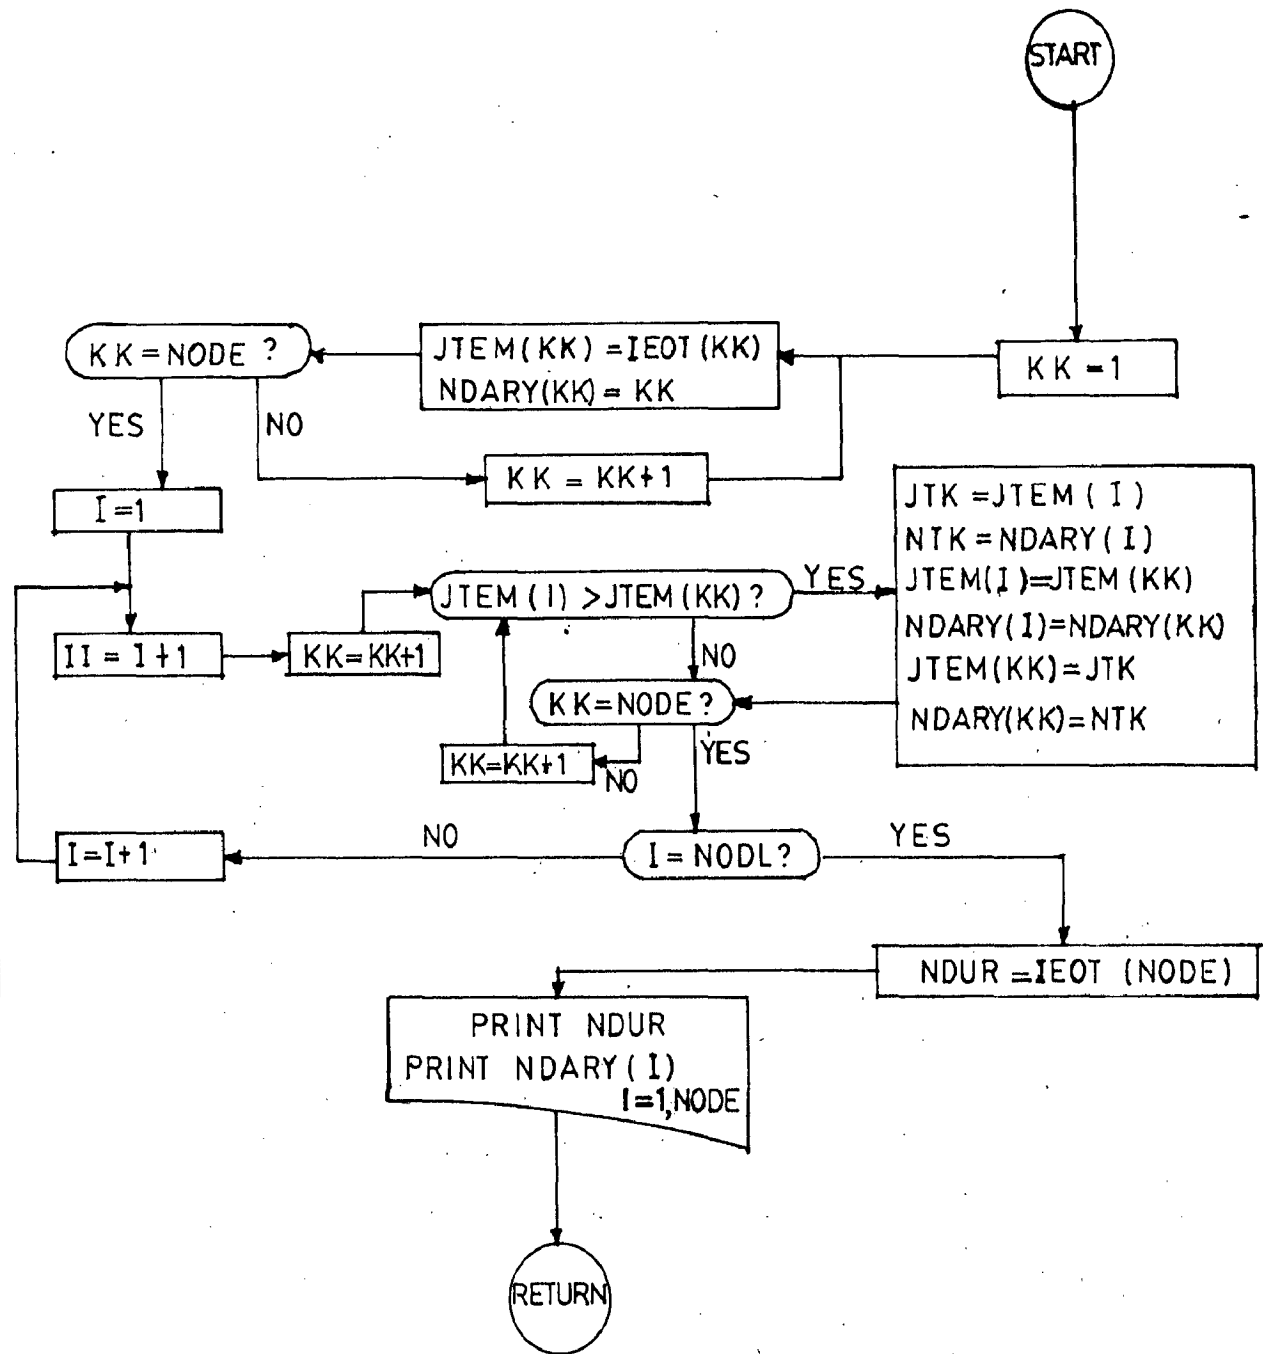 START
KK = 1
JTEM(KK) = IEOT(KK)
NDARY(KK) = KK
KK = NODE ?
YES
NO
KK = KK+1
I = 1
II = I+1
KK=KK+1
JTEM(I) > JTEM(KK) ?
YES
JTK = JTEM(I)
NTK = NDARY(I)
JTEM(I)=JTEM(KK)
NDARY(I)=NDARY(KK)
JTEM(KK)=JTK
NDARY(KK)=NTK
NO
KK=NODE?
KK=KK+1
NO
YES
I = NODL?
NO
I=I+1
YES
NDUR = IEOT (NODE)
PRINT NDUR
PRINT NDARY(I)
I=1,NODE
RETURN